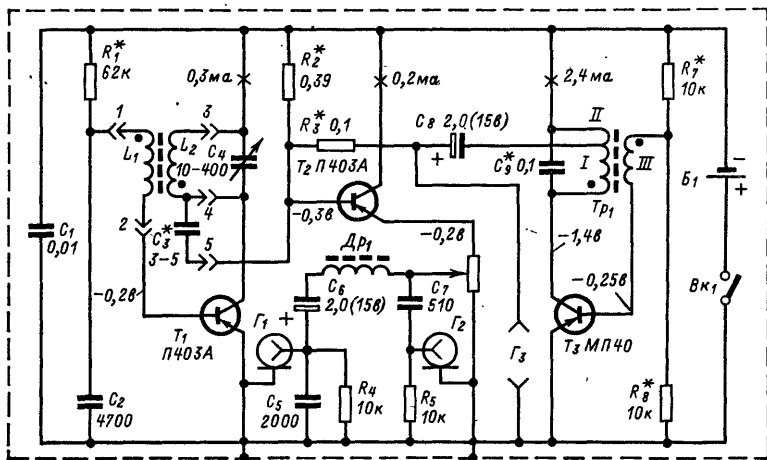 R₁*
62к
1
3
L₁
L₂
C₄
10-400
2
4
C₃*
3-5
5
C₁
0,01
-0,2в
T₁
П403А
C₂
4700
0,3ма
R₂*
0,39
R₃* 0,1
T₂ П403А
-0,3в
0,2ма
-0,2в
C₈ 2,0(15в)
+
Др₁
C₆
2,0(15в)
+
C₇
510
Г₁
Г₂
C₅
2000
R₄
10к
R₅
10к
Г₃
2,4ма
II
I
III
C₉* 0,1
Тр₁
-1,4в
-0,25в
T₃ МП40
R₇*
10к
R₈*
10к
Б₁
-
+
Вк₁